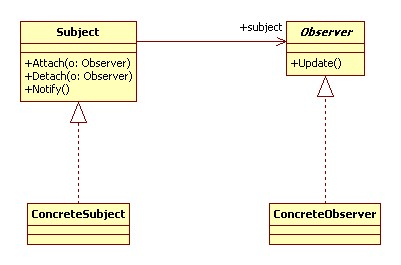 Subject
+Attach(o: Observer)
+Detach(o: Observer)
+Notify()
+subject
Observer
+Update()
ConcreteSubject
ConcreteObserver